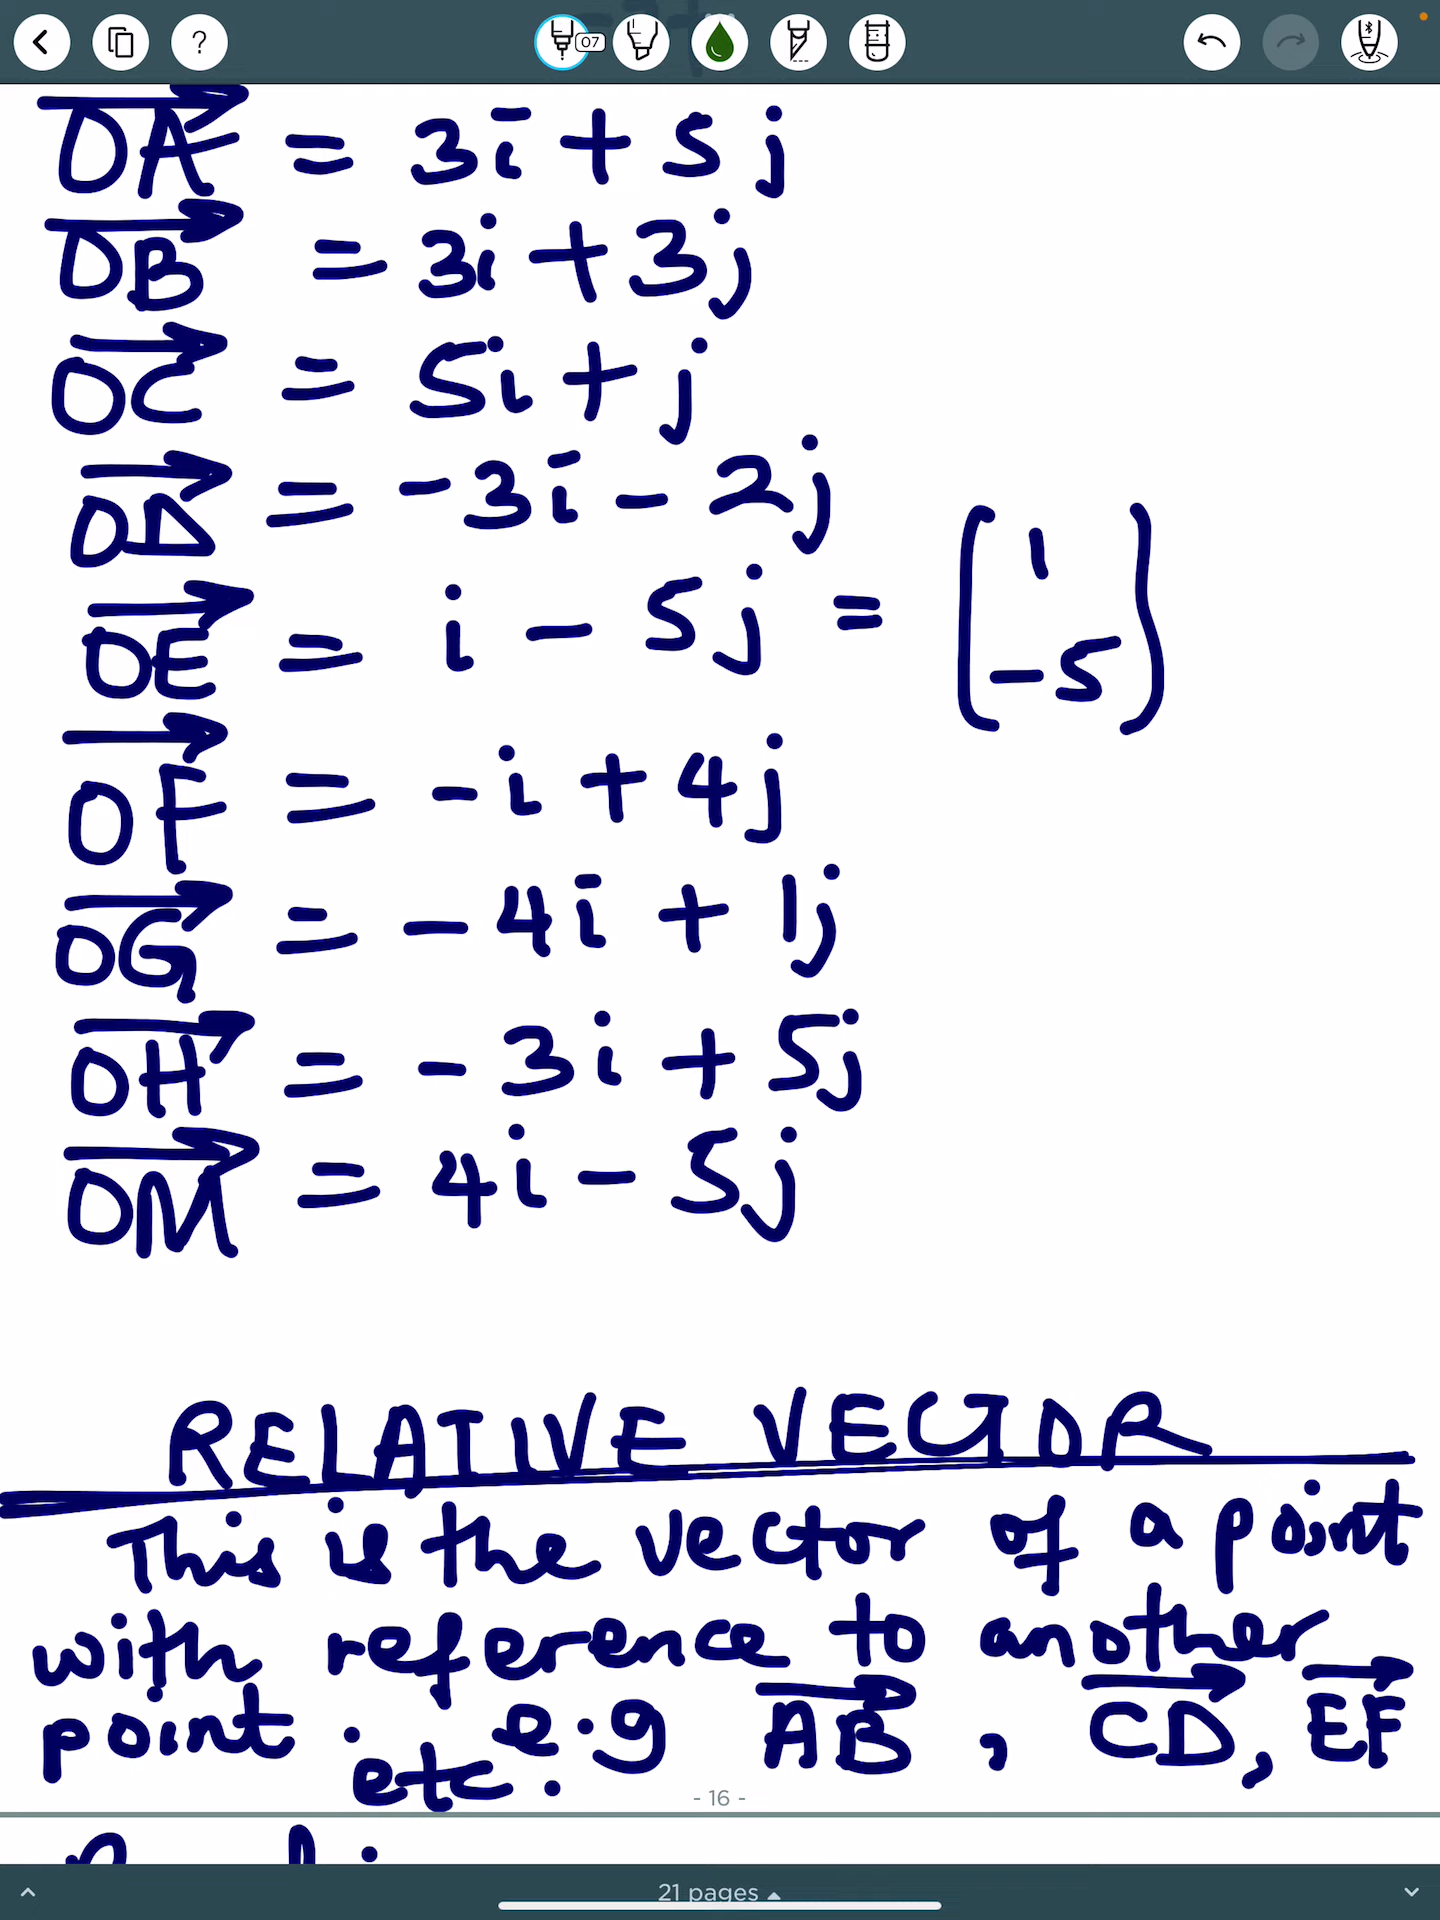 07
OA = 3i + 5j
OB = 3i + 3j
OC = 5i + j
OD = -3i - 2j
OE = i - 5j = ( 1 -5 )
OF = -i + 4j
OG = -4i + 1j
OH = -3i + 5j
OM = 4i - 5j
RELATIVE VECTOR
This is the vector of a point
with reference to another
point. e.g AB, CD, EF
etc.
- 16 -
21 pages